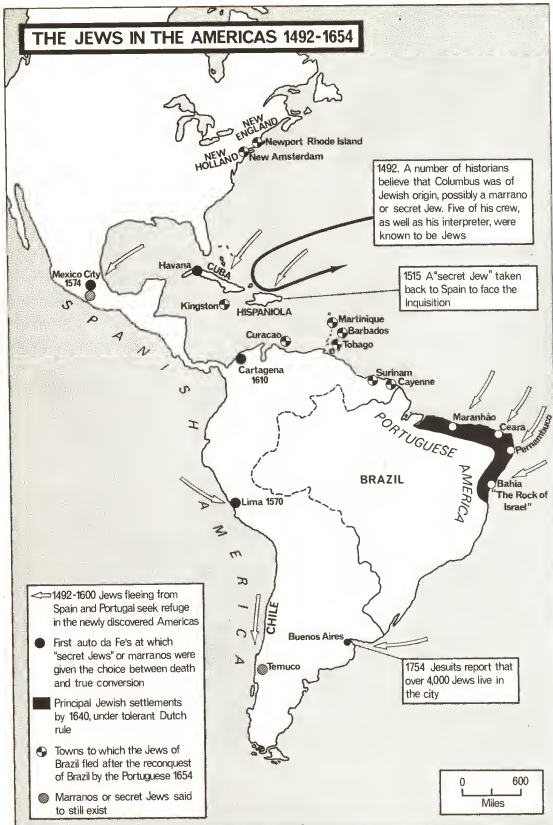 THE JEWS IN THE AMERICAS 1492-1654
NEW
ENGLAND
Newport Rhode Island
NEW
HOLLAND
New Amsterdam
1492. A number of historians
believe that Columbus was of
Jewish origin, possibly a marrano
or secret Jew. Five of his crew,
as well as his interpreter, were
known to be Jews
Havana
CUBA
Mexico City
1574
1515 A "secret Jew" taken
back to Spain to face the
Inquisition
Kingston
HISPANIOLA
Martinique
Barbados
Tobago
Curacao
Cartagena
1610
Surinam
Cayenne
SPANISH
AMERICA
PORTUGUESE
AMERICA
Maranhão
Ceara
Pernambuco
BRAZIL
Bahia
"The Rock of
Israel"
Lima 1570
CHILE
Buenos Aires
Temuco
1754 Jesuits report that
over 4,000 Jews live in
the city
1492-1600 Jews fleeing from
Spain and Portugal seek refuge
in the newly discovered Americas
First auto da Fe's at which
"secret Jews" or marranos were
given the choice between death
and true conversion
Principal Jewish settlements
by 1640, under tolerant Dutch
rule
Towns to which the Jews of
Brazil fled after the reconquest
of Brazil by the Portuguese 1654
Marranos or secret Jews said
to still exist
0 600
Miles